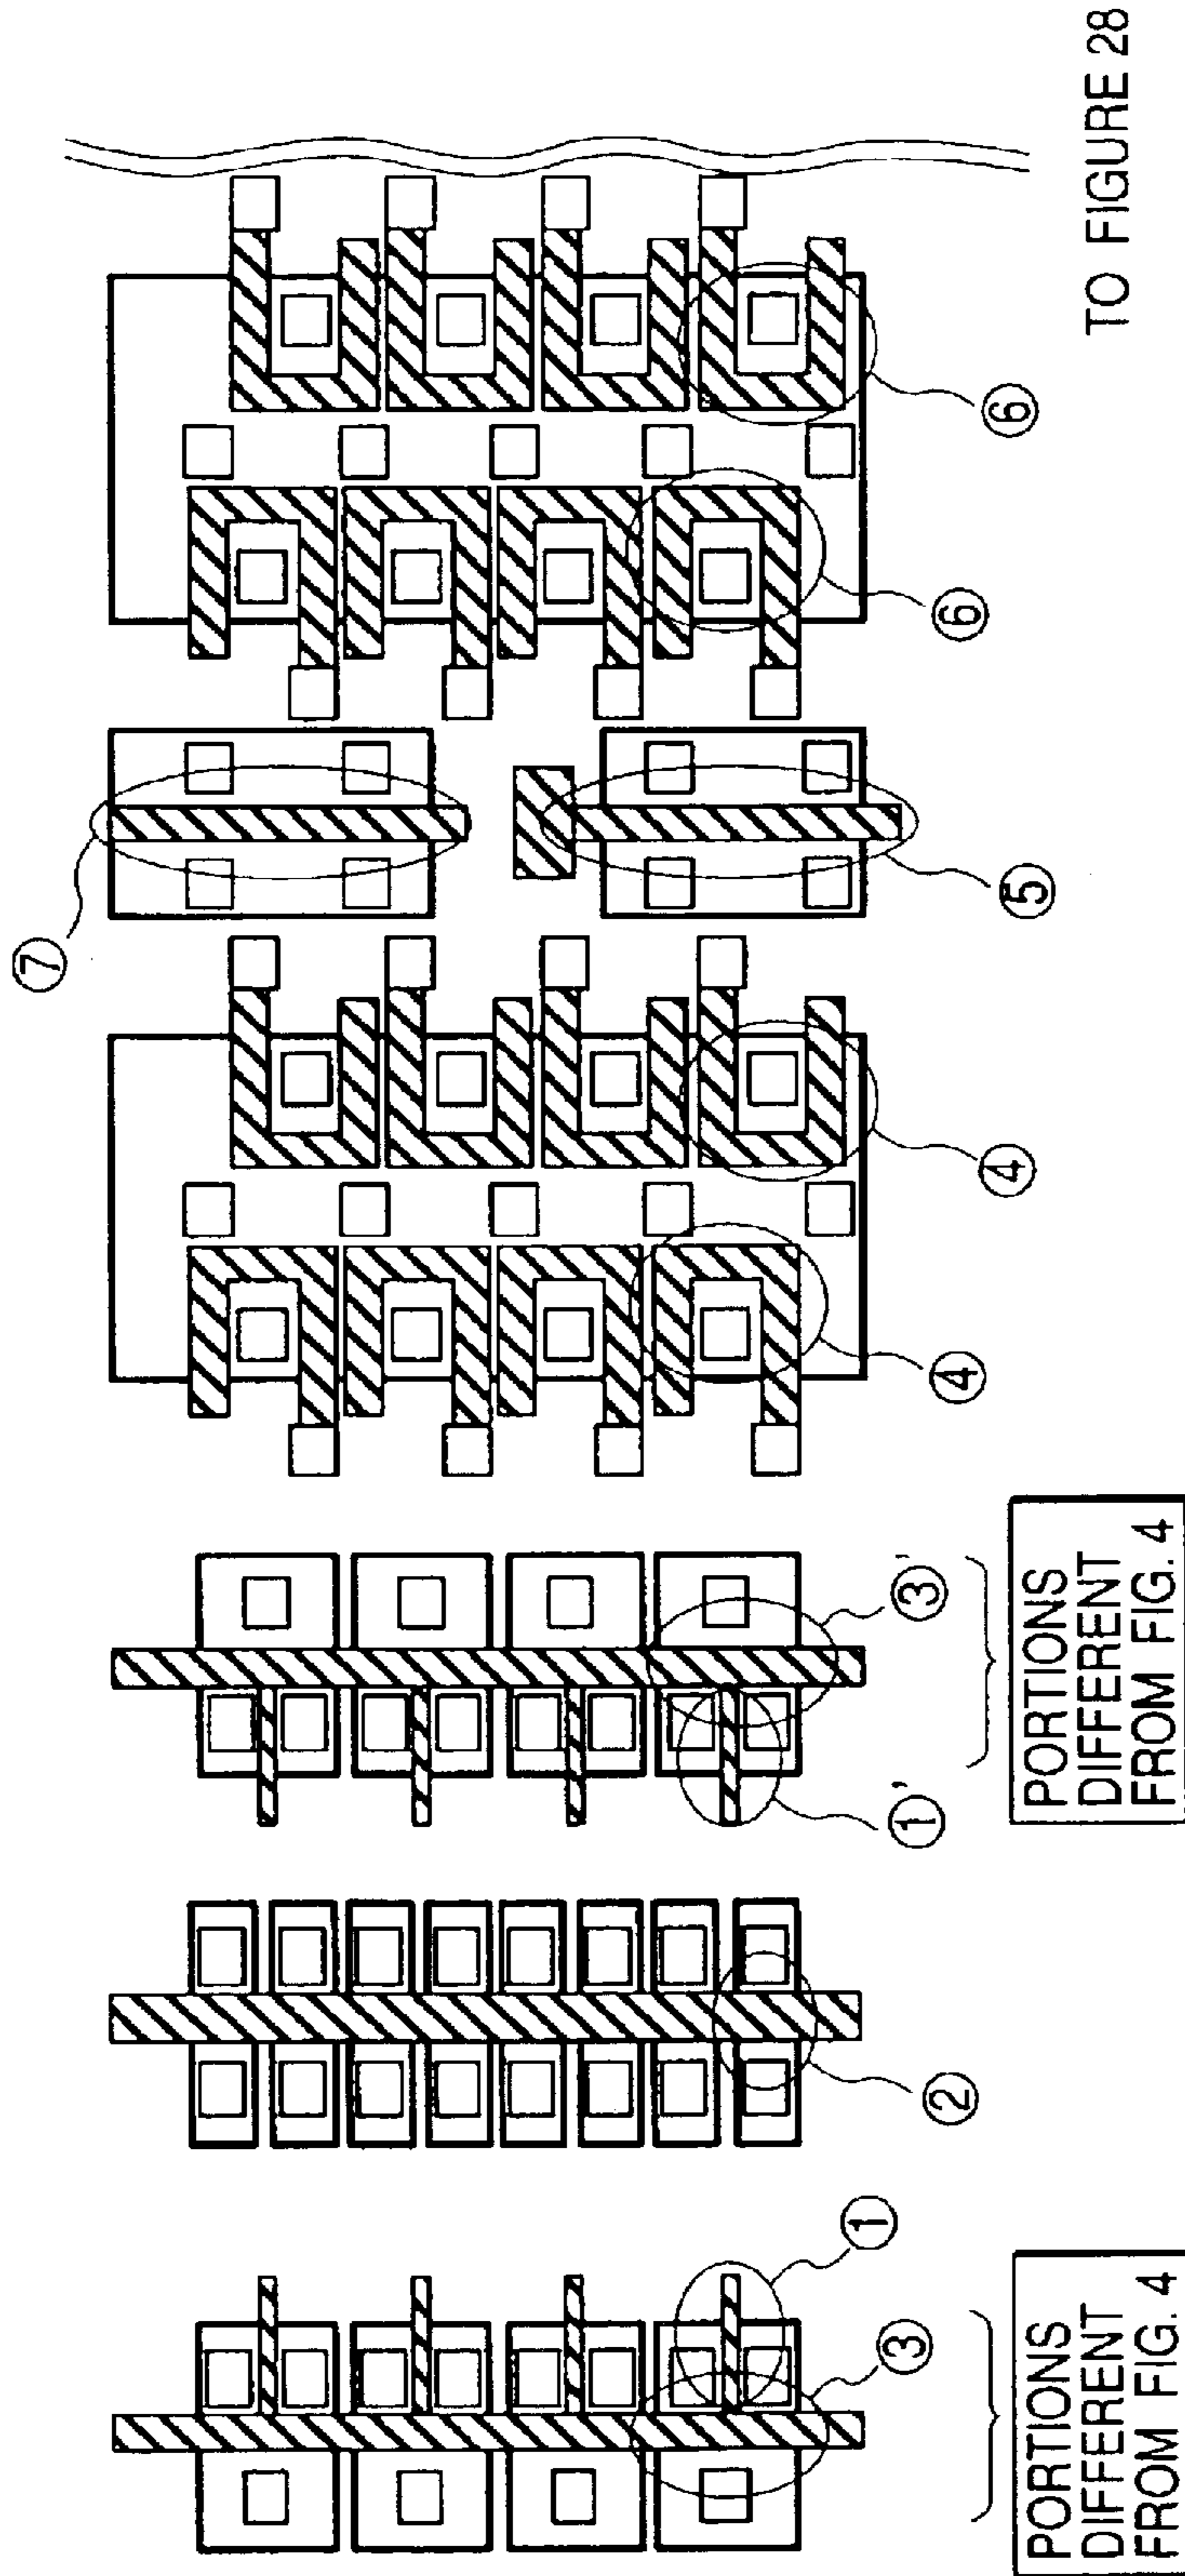 ⑦
①
③
②
①'
③'
④
④
⑤
⑥
⑥
PORTIONS
DIFFERENT
FROM FIG. 4
PORTIONS
DIFFERENT
FROM FIG. 4
TO FIGURE 28